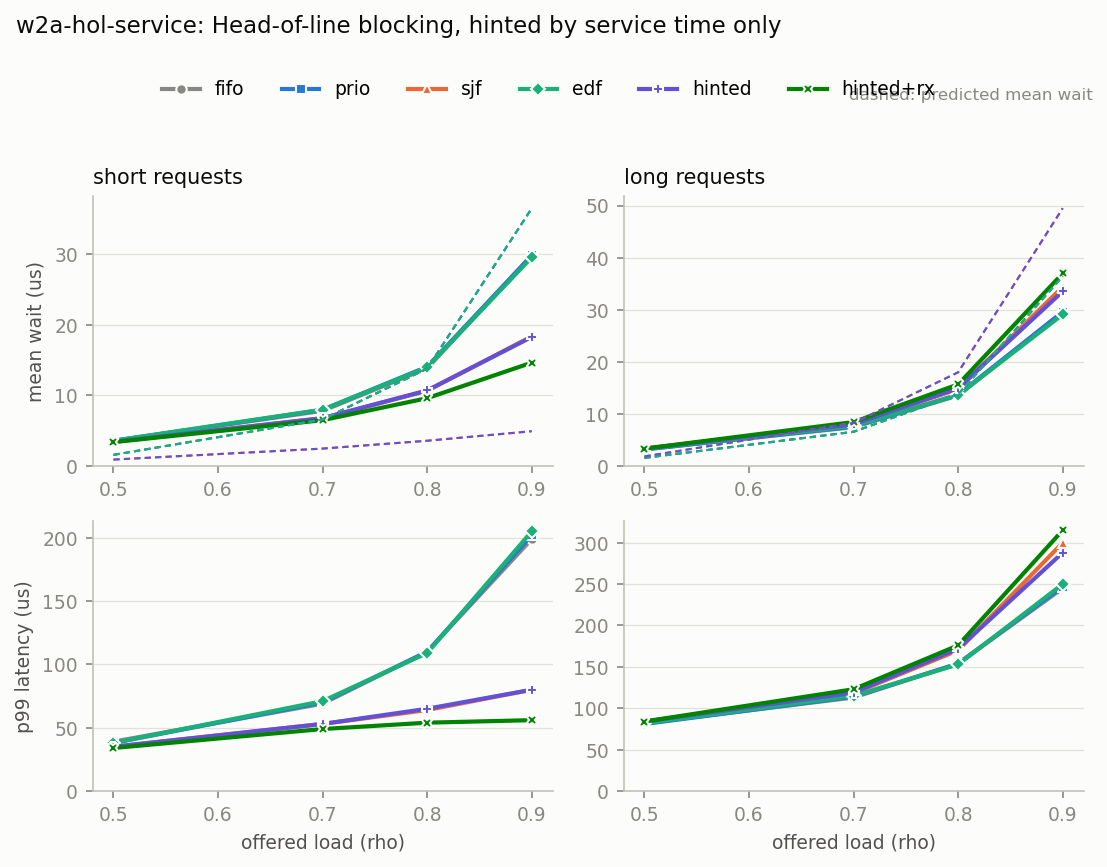 w2a-hol-service: Head-of-line blocking, hinted by service time only
fifo prio sjf edf hinted hinted+rx
dashed: predicted mean wait
short requests
long requests
mean wait (us)
30
20
10
0
0.5 0.6 0.7 0.8 0.9
50
40
30
20
10
0
0.5 0.6 0.7 0.8 0.9
p99 latency (us)
200
150
100
50
0
0.5 0.6 0.7 0.8 0.9
offered load (rho)
300
250
200
150
100
50
0
0.5 0.6 0.7 0.8 0.9
offered load (rho)